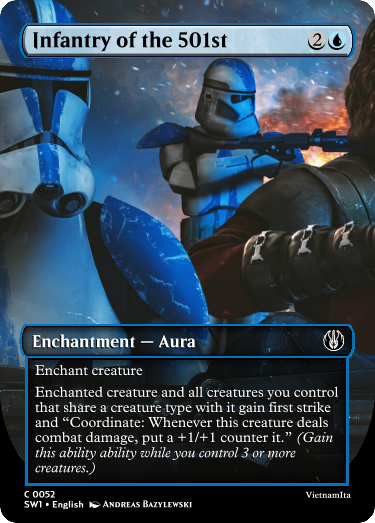 Infantry of the 501st 2
Enchantment — Aura
Enchant creature
Enchanted creature and all creatures you control
that share a creature type with it gain first strike
and “Coordinate: Whenever this creature deals
combat damage, put a +1/+1 counter it.” (Gain
this ability ability while you control 3 or more
creatures.)
C 0052
SW1 • English ANDREAS BAZYLEWSKI
VietnamIta